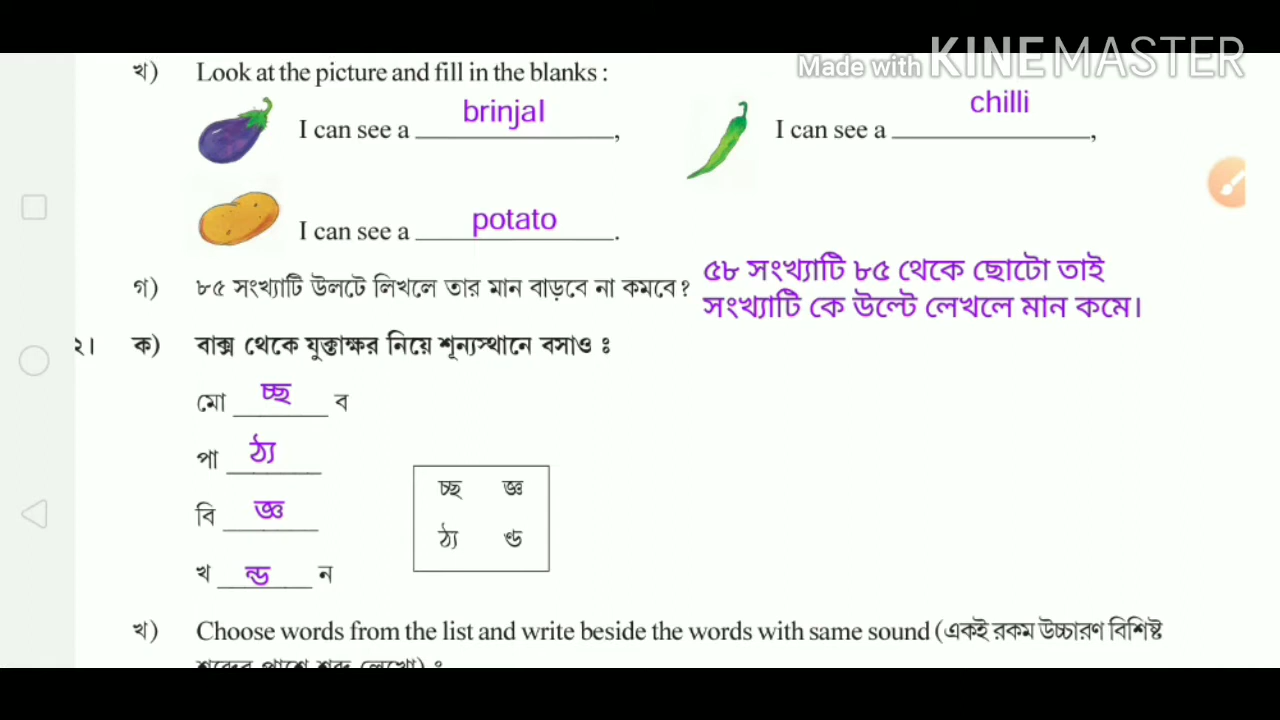 Made with KINEMASTER
খ) Look at the picture and fill in the blanks :
I can see a brinjal, I can see a chilli,
I can see a potato.
গ) ৮৫ সংখ্যাটি উলটে লিখলে তার মান বাড়বে না কমবে? ৫৮ সংখ্যাটি ৮৫ থেকে ছোটো তাই
সংখ্যাটি কে উল্টে লেখলে মান কমে।
২। ক) বাক্স থেকে যুক্তাক্ষর নিয়ে শূন্যস্থানে বসাও ঃ
মো চ্ছ ব
পা ঠ্য
বি জ্ঞ
খ ন্ড ন
চ্ছ জ্ঞ
ঠ্য ণ্ড
খ) Choose words from the list and write beside the words with same sound (একই রকম উচ্চারণ বিশিষ্ট
শব্দের পাশে শব্দ লেখো) ঃ